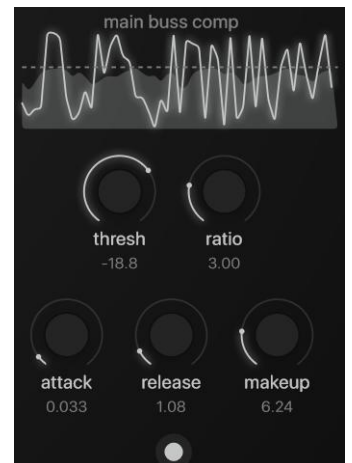 main buss comp
thresh ratio
-18.8 3.00
attack release makeup
0.033 1.08 6.24